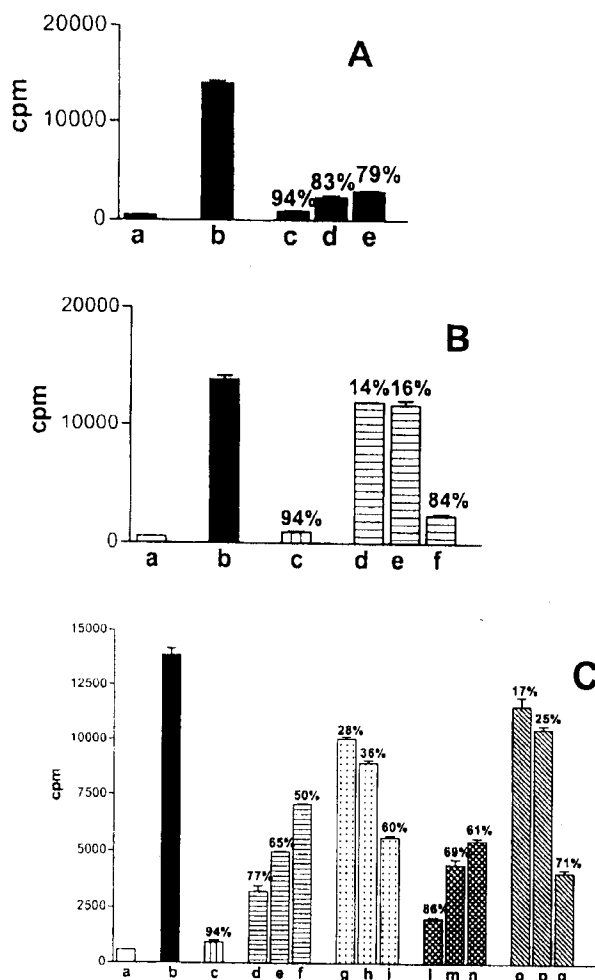 A
cpm
20000
10000
0
94% 83% 79%
a b c d e
B
cpm
20000
10000
0
94% 14% 16% 84%
a b c d e f
C
cpm
15000
12500
10000
7500
5000
2500
0
94% 77% 65% 50% 28% 36% 60% 86% 69% 61% 17% 25% 71%
a b c d e f g h i l m n o p q